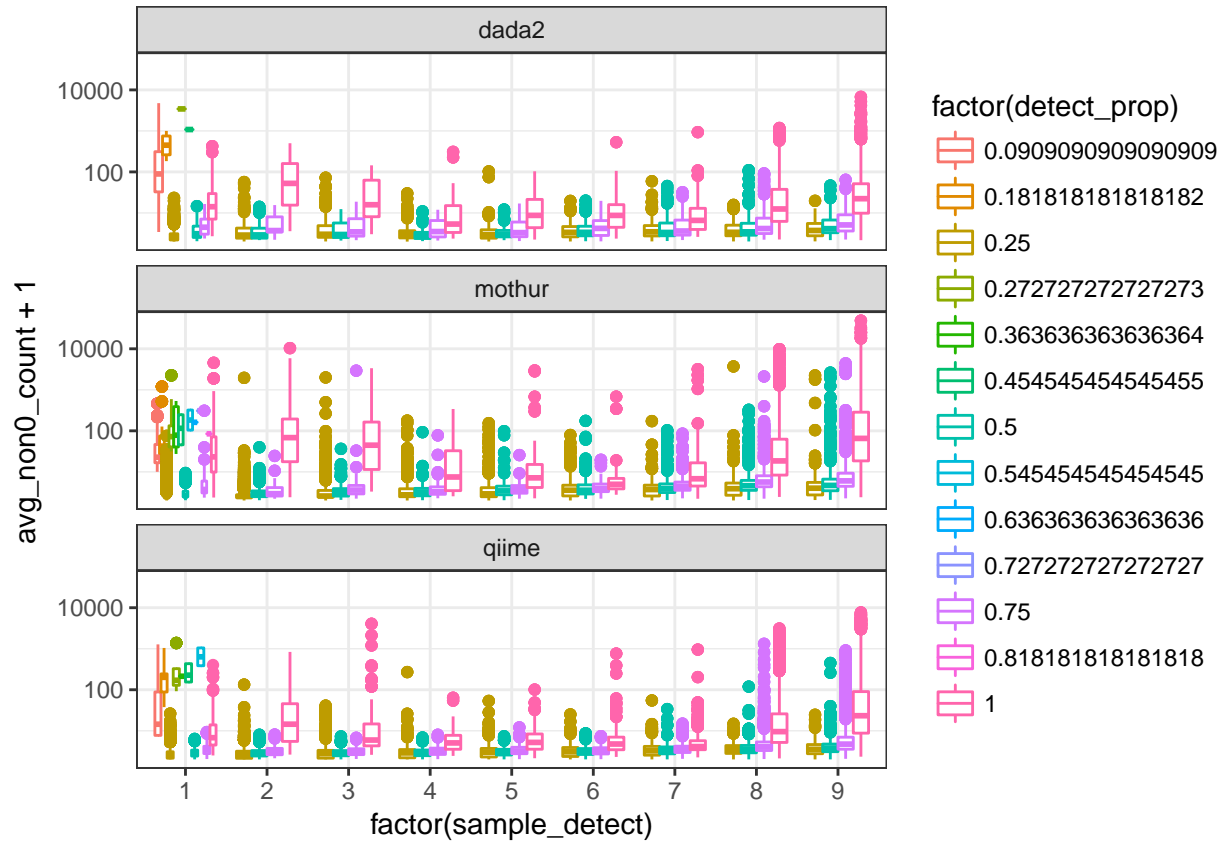 dada2
10000
100
mothur
10000
100
qiime
10000
100
1 2 3 4 5 6 7 8 9
factor(sample_detect)
avg_non0_count + 1
factor(detect_prop)
0.0909090909090909
0.181818181818182
0.25
0.272727272727273
0.363636363636364
0.454545454545455
0.5
0.545454545454545
0.636363636363636
0.727272727272727
0.75
0.818181818181818
1